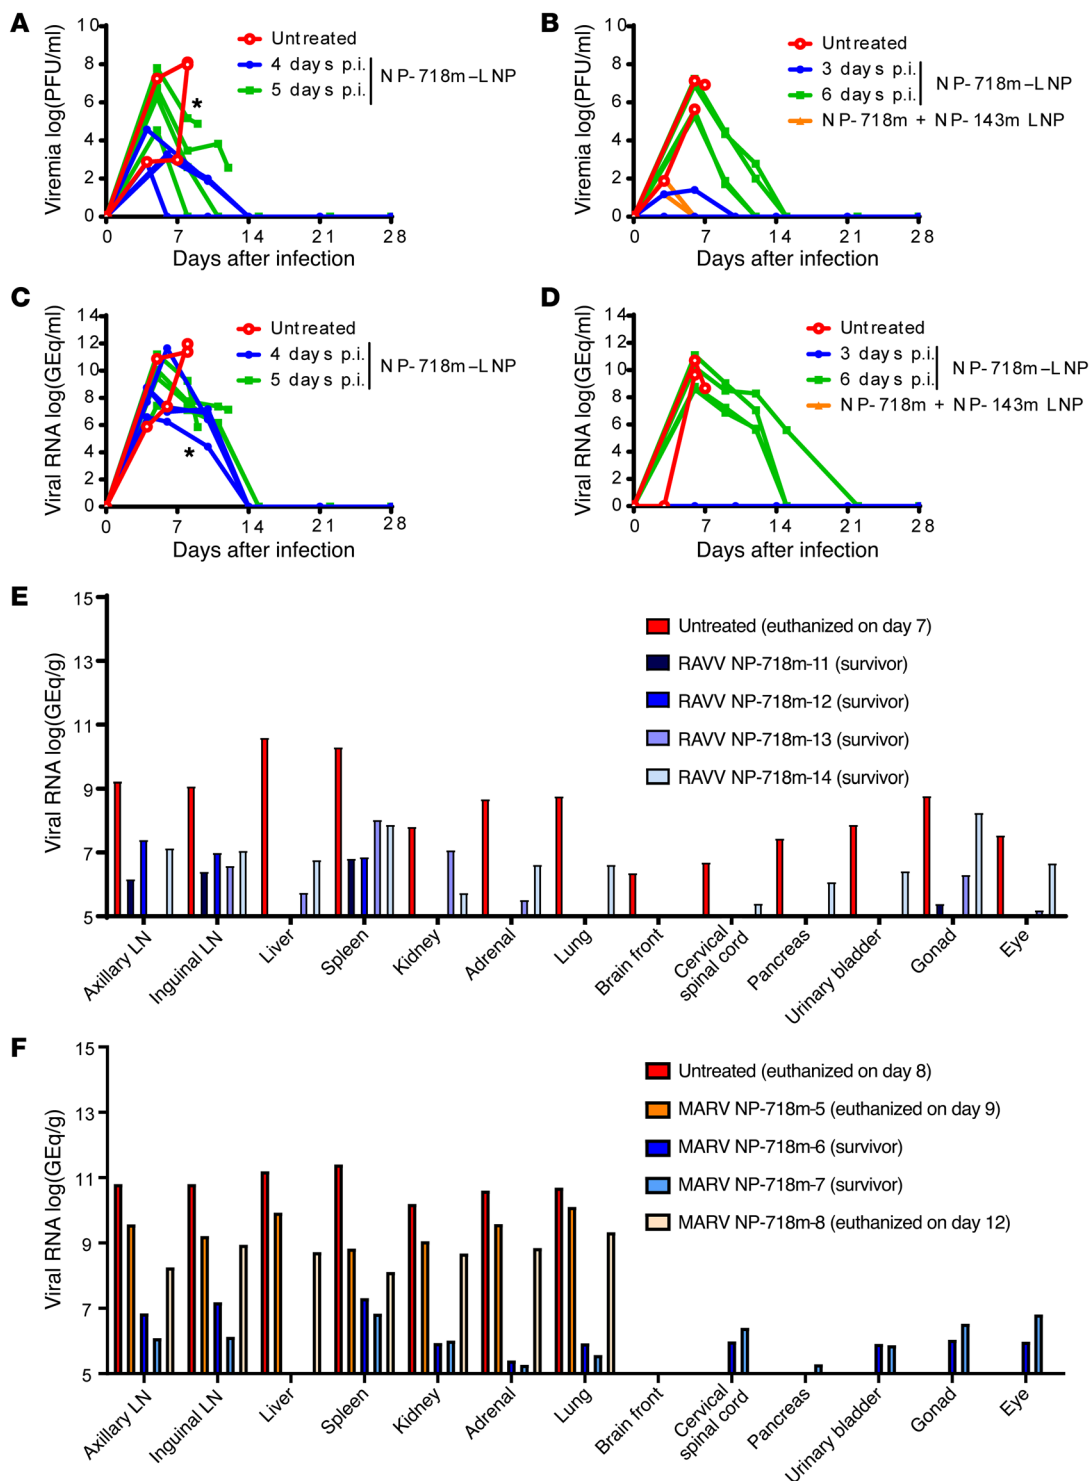 A
Viremia log(PFU/ml)
10
8
6
4
2
0
0 7 14 21 28
Days after infection
Untreated
4 days p.i.
5 days p.i.
NP-718m–LNP
*
B
Viremia log(PFU/ml)
10
8
6
4
2
0
0 7 14 21 28
Days after infection
Untreated
3 days p.i.
6 days p.i.
NP-718m–LNP
NP-718m + NP-143m LNP
C
Viral RNA log(GEq/ml)
14
12
10
8
6
4
2
0
0 7 14 21 28
Days after infection
Untreated
4 days p.i.
5 days p.i.
NP-718m–LNP
*
D
Viral RNA log(GEq/ml)
14
12
10
8
6
4
2
0
0 7 14 21 28
Days after infection
Untreated
3 days p.i.
6 days p.i.
NP-718m–LNP
NP-718m + NP-143m LNP
E
Viral RNA log(GEq/g)
15
13
11
9
7
5
Untreated (euthanized on day 7)
RAVV NP-718m-11 (survivor)
RAVV NP-718m-12 (survivor)
RAVV NP-718m-13 (survivor)
RAVV NP-718m-14 (survivor)
Axillary LN
Inguinal LN
Liver
Spleen
Kidney
Adrenal
Lung
Brain front
Cervical
spinal cord
Pancreas
Urinary bladder
Gonad
Eye
F
Viral RNA log(GEq/g)
15
13
11
9
7
5
Untreated (euthanized on day 8)
MARV NP-718m-5 (euthanized on day 9)
MARV NP-718m-6 (survivor)
MARV NP-718m-7 (survivor)
MARV NP-718m-8 (euthanized on day 12)
Axillary LN
Inguinal LN
Liver
Spleen
Kidney
Adrenal
Lung
Brain front
Cervical
spinal cord
Pancreas
Urinary bladder
Gonad
Eye